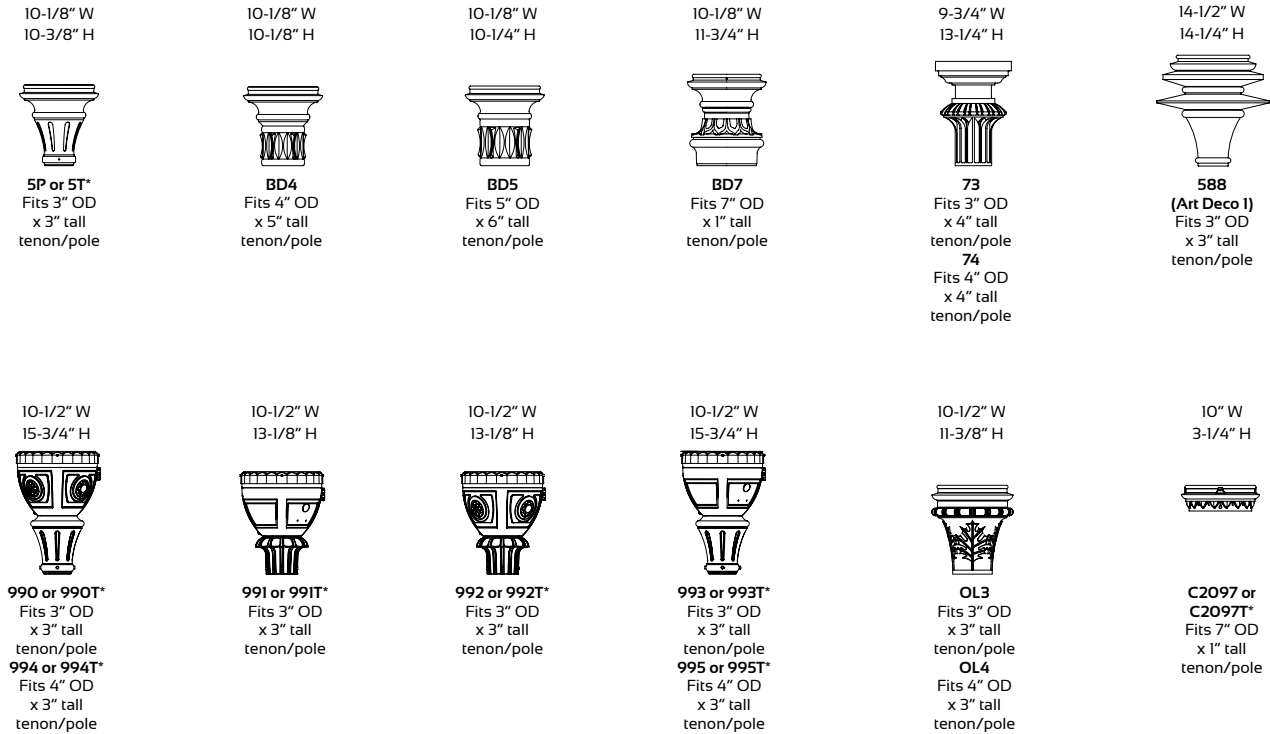 10-1/8” W
10-3/8” H
5P or 5T*
Fits 3” OD
x 3” tall
tenon/pole
10-1/8” W
10-1/8” H
BD4
Fits 4” OD
x 5” tall
tenon/pole
10-1/8” W
10-1/4” H
BD5
Fits 5” OD
x 6” tall
tenon/pole
10-1/8” W
11-3/4” H
BD7
Fits 7” OD
x 1” tall
tenon/pole
9-3/4” W
13-1/4” H
73
Fits 3” OD
x 4” tall
tenon/pole
74
Fits 4” OD
x 4” tall
tenon/pole
14-1/2” W
14-1/4” H
588
(Art Deco 1)
Fits 3” OD
x 3” tall
tenon/pole
10-1/2” W
15-3/4” H
990 or 990T*
Fits 3” OD
x 3” tall
tenon/pole
994 or 994T*
Fits 4” OD
x 3” tall
tenon/pole
10-1/2” W
13-1/8” H
991 or 991T*
Fits 3” OD
x 3” tall
tenon/pole
10-1/2” W
13-1/8” H
992 or 992T*
Fits 3” OD
x 3” tall
tenon/pole
10-1/2” W
15-3/4” H
993 or 993T*
Fits 3” OD
x 3” tall
tenon/pole
995 or 995T*
Fits 4” OD
x 3” tall
tenon/pole
10-1/2” W
11-3/8” H
OL3
Fits 3” OD
x 3” tall
tenon/pole
OL4
Fits 4” OD
x 3” tall
tenon/pole
10” W
3-1/4” H
C2097 or
C2097T*
Fits 7” OD
x 1” tall
tenon/pole